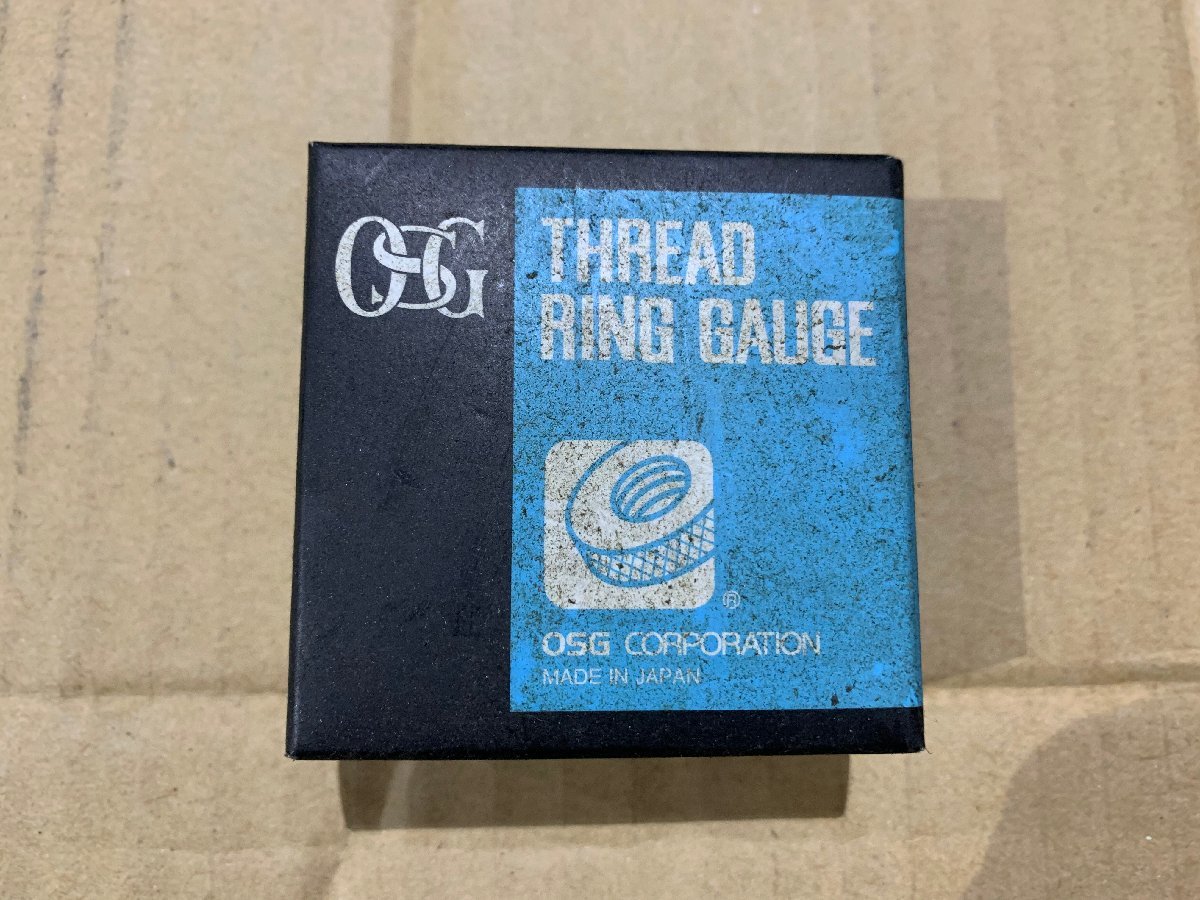 OSG
THREAD
RING GAUGE
®
OSG CORPORATION
MADE IN JAPAN